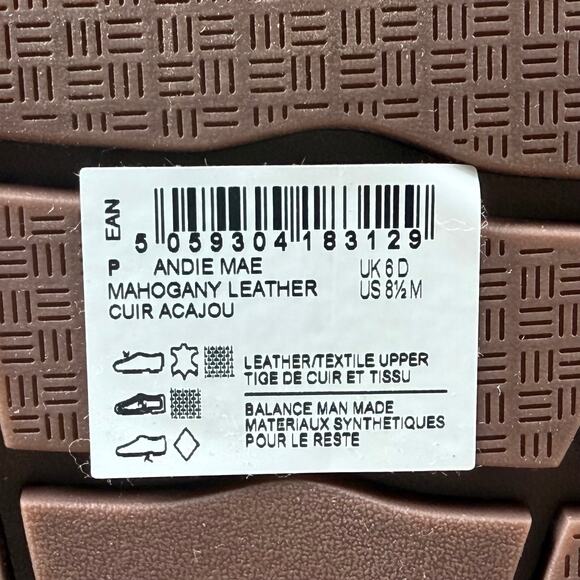 EAN
5 059304 183129
P ANDIE MAE UK 6 D
MAHOGANY LEATHER US 8½ M
CUIR ACAJOU
LEATHER/TEXTILE UPPER
TIGE DE CUIR ET TISSU
BALANCE MAN MADE
MATERIAUX SYNTHETIQUES
POUR LE RESTE